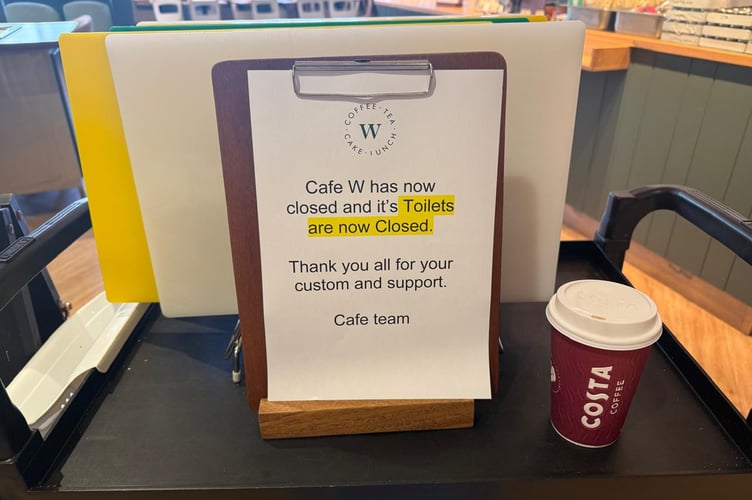 COFFEE · TEA
W
CAKE · LUNCH
Cafe W has now
closed and it's Toilets
are now Closed.
Thank you all for your
custom and support.
Cafe team
COSTA
COFFEE